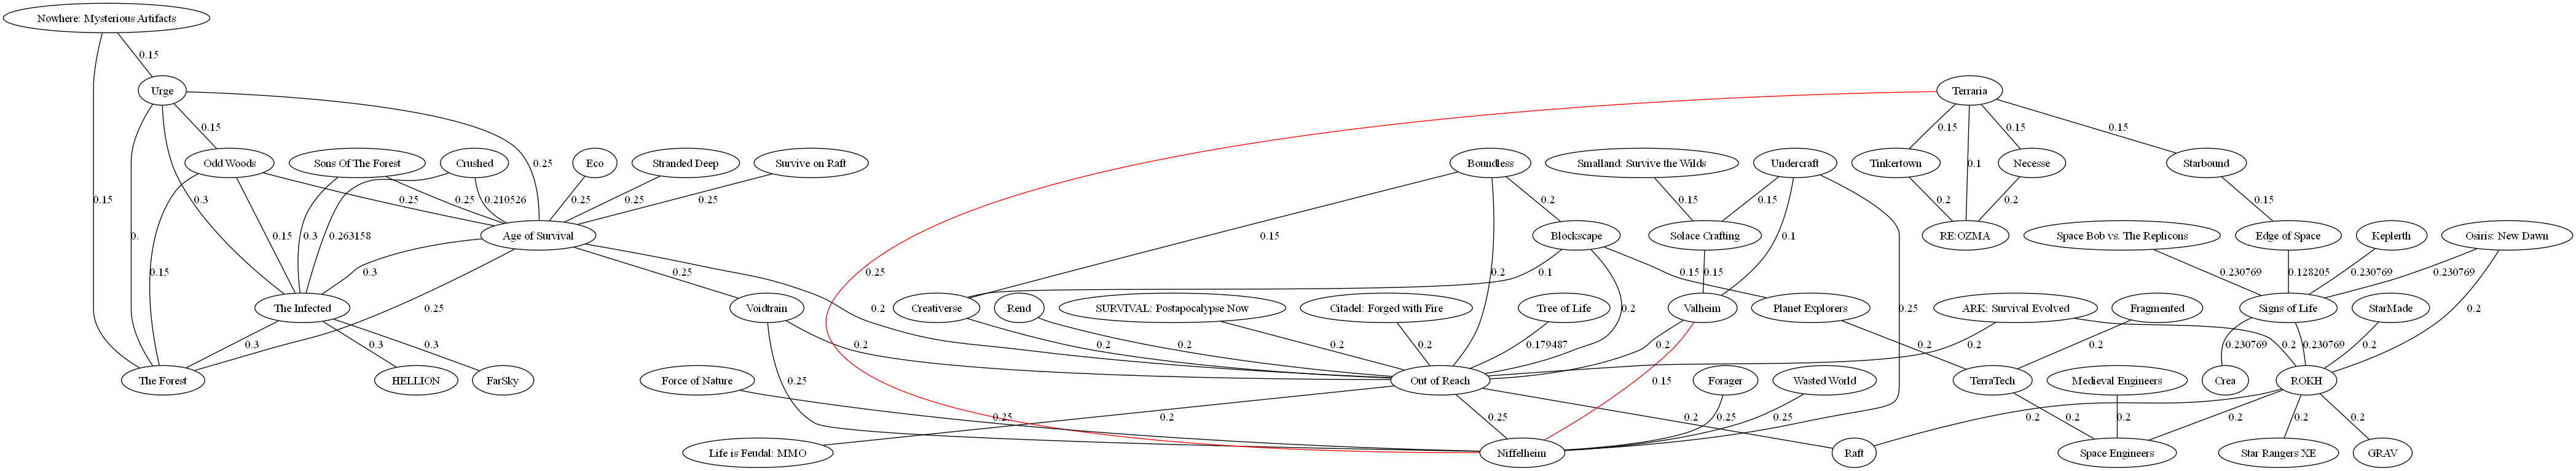 Nowhere: Mysterious Artifacts
0.15
Urge
Terraria
0.15
0.15
0.15
0.15
Odd Woods
Sons Of The Forest
Crushed
Eco
Stranded Deep
Survive on Raft
0.25
Boundless
Smalland: Survive the Wilds
Undercraft
Tinkertown
0.1
Necesse
Starbound
0.15
0.3
0.25
0.25
0.210526
0.25
0.25
0.25
0.2
0.15
0.15
0.2
0.2
0.15
0.
0.15
0.3
0.263158
Age of Survival
0.15
Blockscape
Solace Crafting
0.1
RE:OZMA
Space Bob vs. The Replicons
Edge of Space
Keplerth
Osiris: New Dawn
0.15
0.3
0.25
0.25
0.2
0.1
0.15
0.15
0.230769
0.128205
0.230769
0.230769
0.25
The Infected
Voidtrain
0.2
Creativerse
Rend
SURVIVAL: Postapocalypse Now
Citadel: Forged with Fire
Tree of Life
0.2
Valheim
Planet Explorers
0.25
ARK: Survival Evolved
Fragmented
Signs of Life
StarMade
0.2
0.3
0.3
0.3
0.2
0.2
0.2
0.2
0.2
0.179487
0.2
0.2
0.2
0.2
0.230769
0.230769
0.2
0.2
The Forest
HELLION
FarSky
Force of Nature
0.25
Out of Reach
0.15
Forager
Wasted World
TerraTech
Medieval Engineers
Crea
ROKH
0.25
0.2
0.25
0.2
0.25
0.25
0.2
0.2
0.2
0.2
0.2
0.2
Life is Feudal: MMO
Niffelheim
Raft
Space Engineers
Star Rangers XE
GRAV